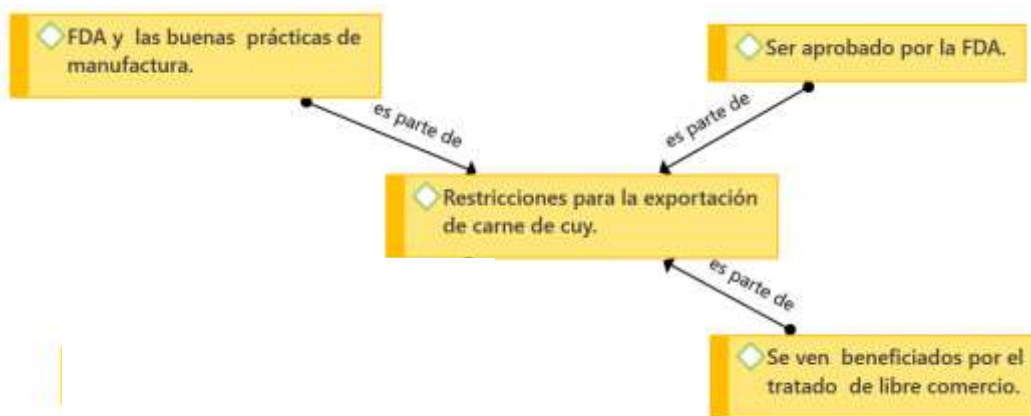 FDA y las buenas prácticas de
manufactura.
Ser aprobado por la FDA.
es parte de
es parte de
Restricciones para la exportación
de carne de cuy.
es parte de
Se ven beneficiados por el
tratado de libre comercio.